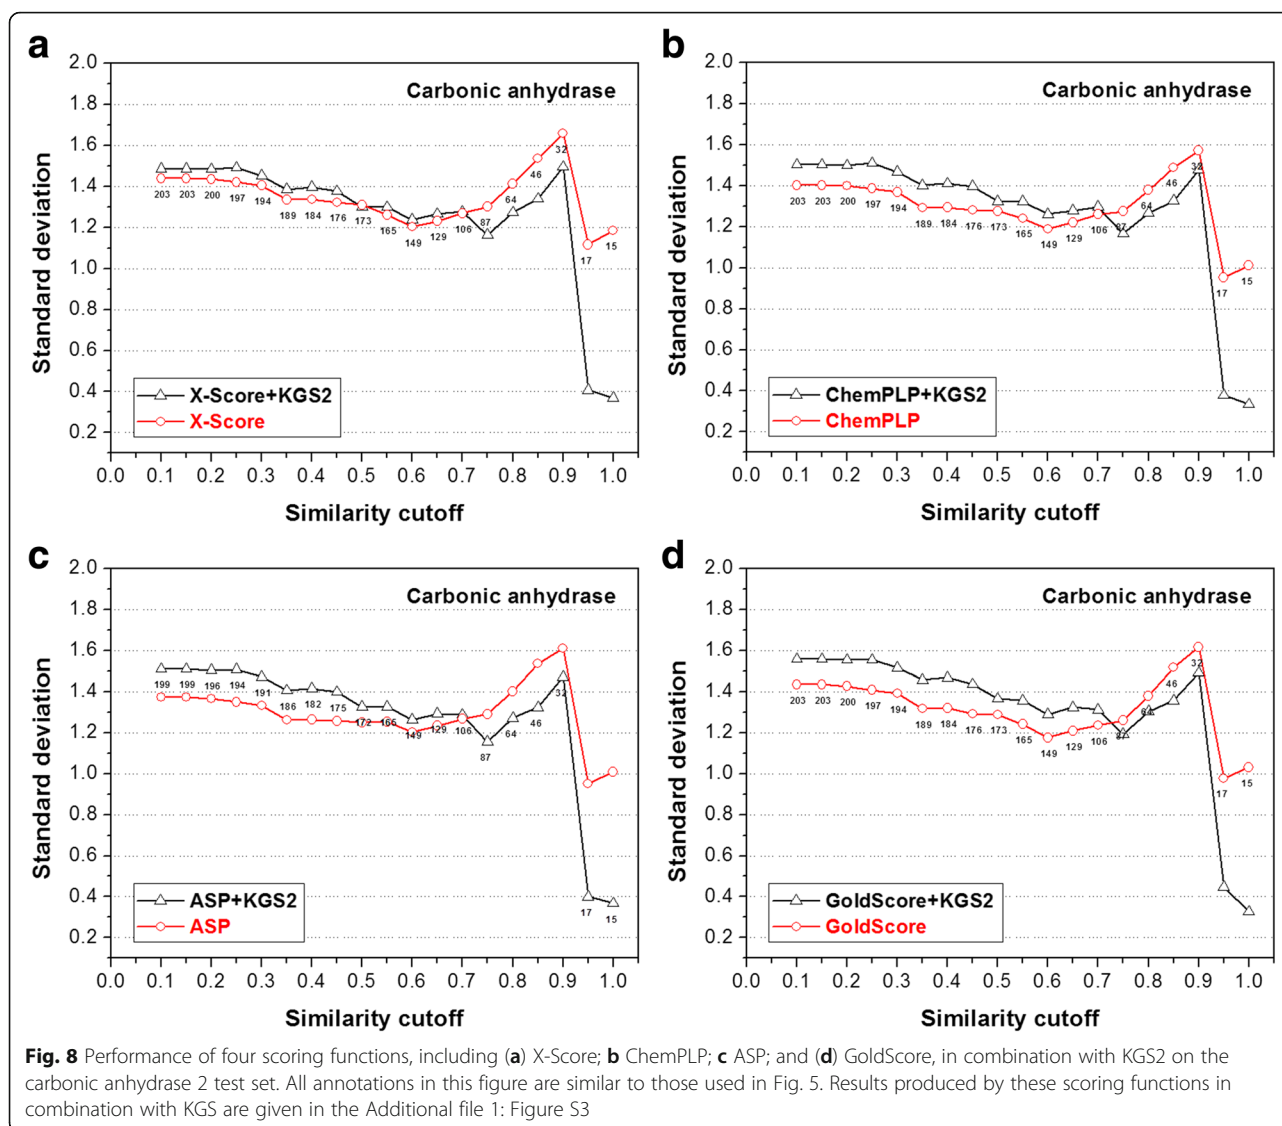 a
2.0
1.8
1.6
1.4
1.2
1.0
0.8
0.6
0.4
0.2
Standard deviation
Carbonic anhydrase
203 203 200 197 194 189 184 176 173 165 149 129 106 87 64 46 32 17 15
X-Score+KGS2
X-Score
0.0 0.1 0.2 0.3 0.4 0.5 0.6 0.7 0.8 0.9 1.0
Similarity cutoff
b
2.0
1.8
1.6
1.4
1.2
1.0
0.8
0.6
0.4
0.2
Standard deviation
Carbonic anhydrase
203 203 200 197 194 189 184 176 173 165 149 129 106 87 64 46 32 17 15
ChemPLP+KGS2
ChemPLP
0.0 0.1 0.2 0.3 0.4 0.5 0.6 0.7 0.8 0.9 1.0
Similarity cutoff
c
2.0
1.8
1.6
1.4
1.2
1.0
0.8
0.6
0.4
0.2
Standard deviation
Carbonic anhydrase
199 199 196 194 191 186 182 175 173 165 149 129 106 87 64 46 32 17 15
ASP+KGS2
ASP
0.0 0.1 0.2 0.3 0.4 0.5 0.6 0.7 0.8 0.9 1.0
Similarity cutoff
d
2.0
1.8
1.6
1.4
1.2
1.0
0.8
0.6
0.4
0.2
Standard deviation
Carbonic anhydrase
203 203 200 197 194 189 184 176 173 165 149 129 106 87 64 46 32 17 15
GoldScore+KGS2
GoldScore
0.0 0.1 0.2 0.3 0.4 0.5 0.6 0.7 0.8 0.9 1.0
Similarity cutoff
Fig. 8 Performance of four scoring functions, including (a) X-Score; b ChemPLP; c ASP; and (d) GoldScore, in combination with KGS2 on the
carbonic anhydrase 2 test set. All annotations in this figure are similar to those used in Fig. 5. Results produced by these scoring functions in
combination with KGS are given in the Additional file 1: Figure S3